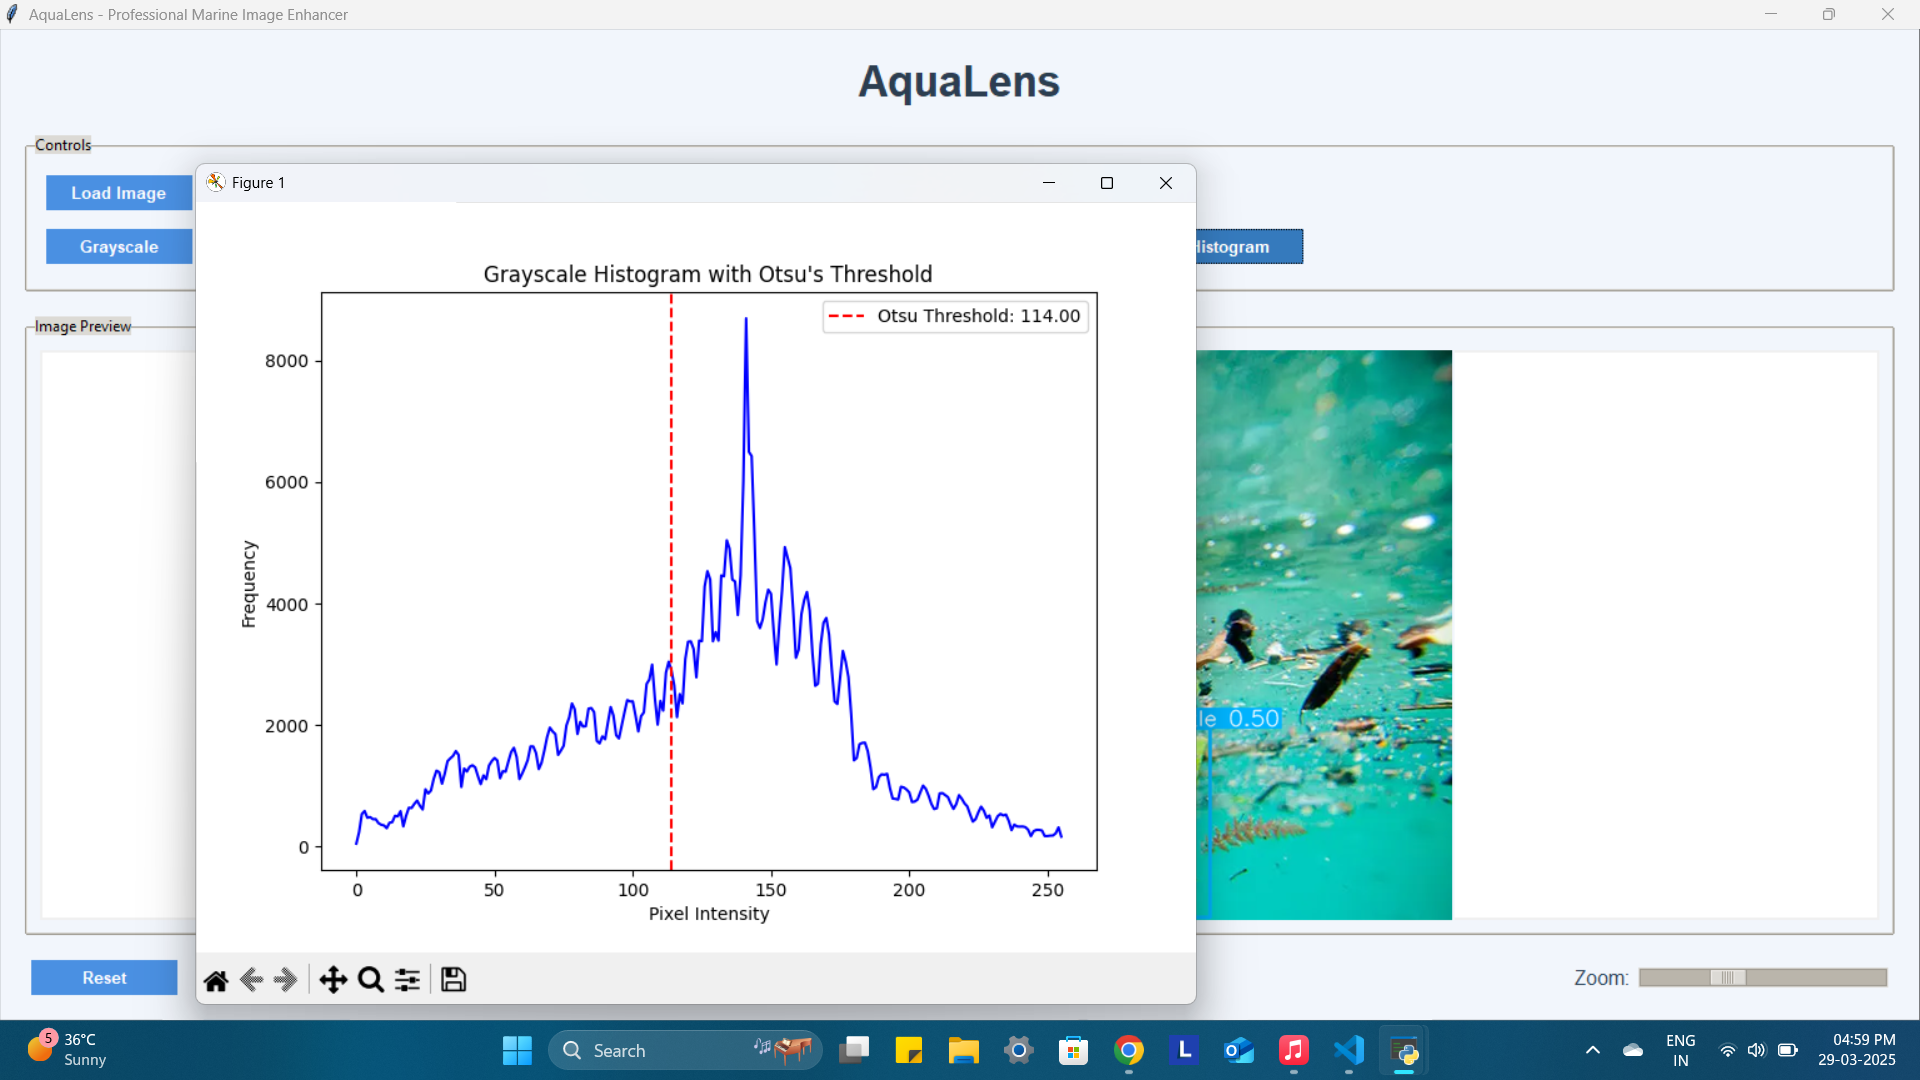 AquaLens - Professional Marine Image Enhancer
AquaLens
Controls
Load Image
Grayscale
Histogram
Figure 1
Grayscale Histogram with Otsu's Threshold
Otsu Threshold: 114.00
8000
6000
4000
2000
0
Frequency
0 50 100 150 200 250
Pixel Intensity
Image Preview
0.50
Reset
Zoom:
5
36°C
Sunny
Search
L
ENG
IN
04:59 PM
29-03-2025